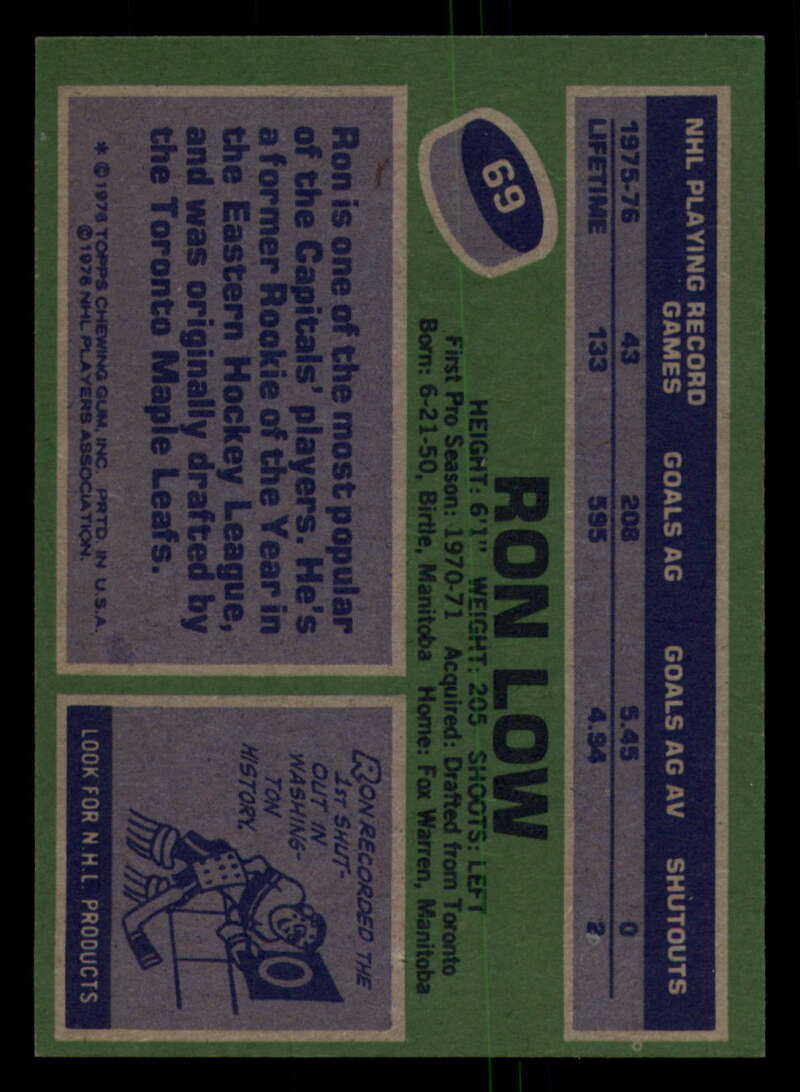 NHL PLAYING RECORD
GAMES GOALS AG GOALS AG AV SHUTOUTS
1975-76 43 208 5.45 0
LIFETIME 133 595 4.94 2
69
RON LOW
HEIGHT: 6'1" WEIGHT: 205 SHOOTS: LEFT
First Pro Season: 1970-71 Acquired: Drafted from Toronto
Born: 6-21-50, Birtle, Manitoba Home: Fox Warren, Manitoba
Ron is one of the most popular
of the Capitals' players. He's
a former Rookie of the Year in
the Eastern Hockey League,
and was originally drafted by
the Toronto Maple Leafs.
* ©1976 TOPPS CHEWING GUM, INC. PRTD. IN U.S.A.
©1976 NHL PLAYERS ASSOCIATION.
RON RECORDED THE
1ST SHUT-
OUT IN
WASHING-
TON
HISTORY.
0
LOOK FOR N.H.L. PRODUCTS